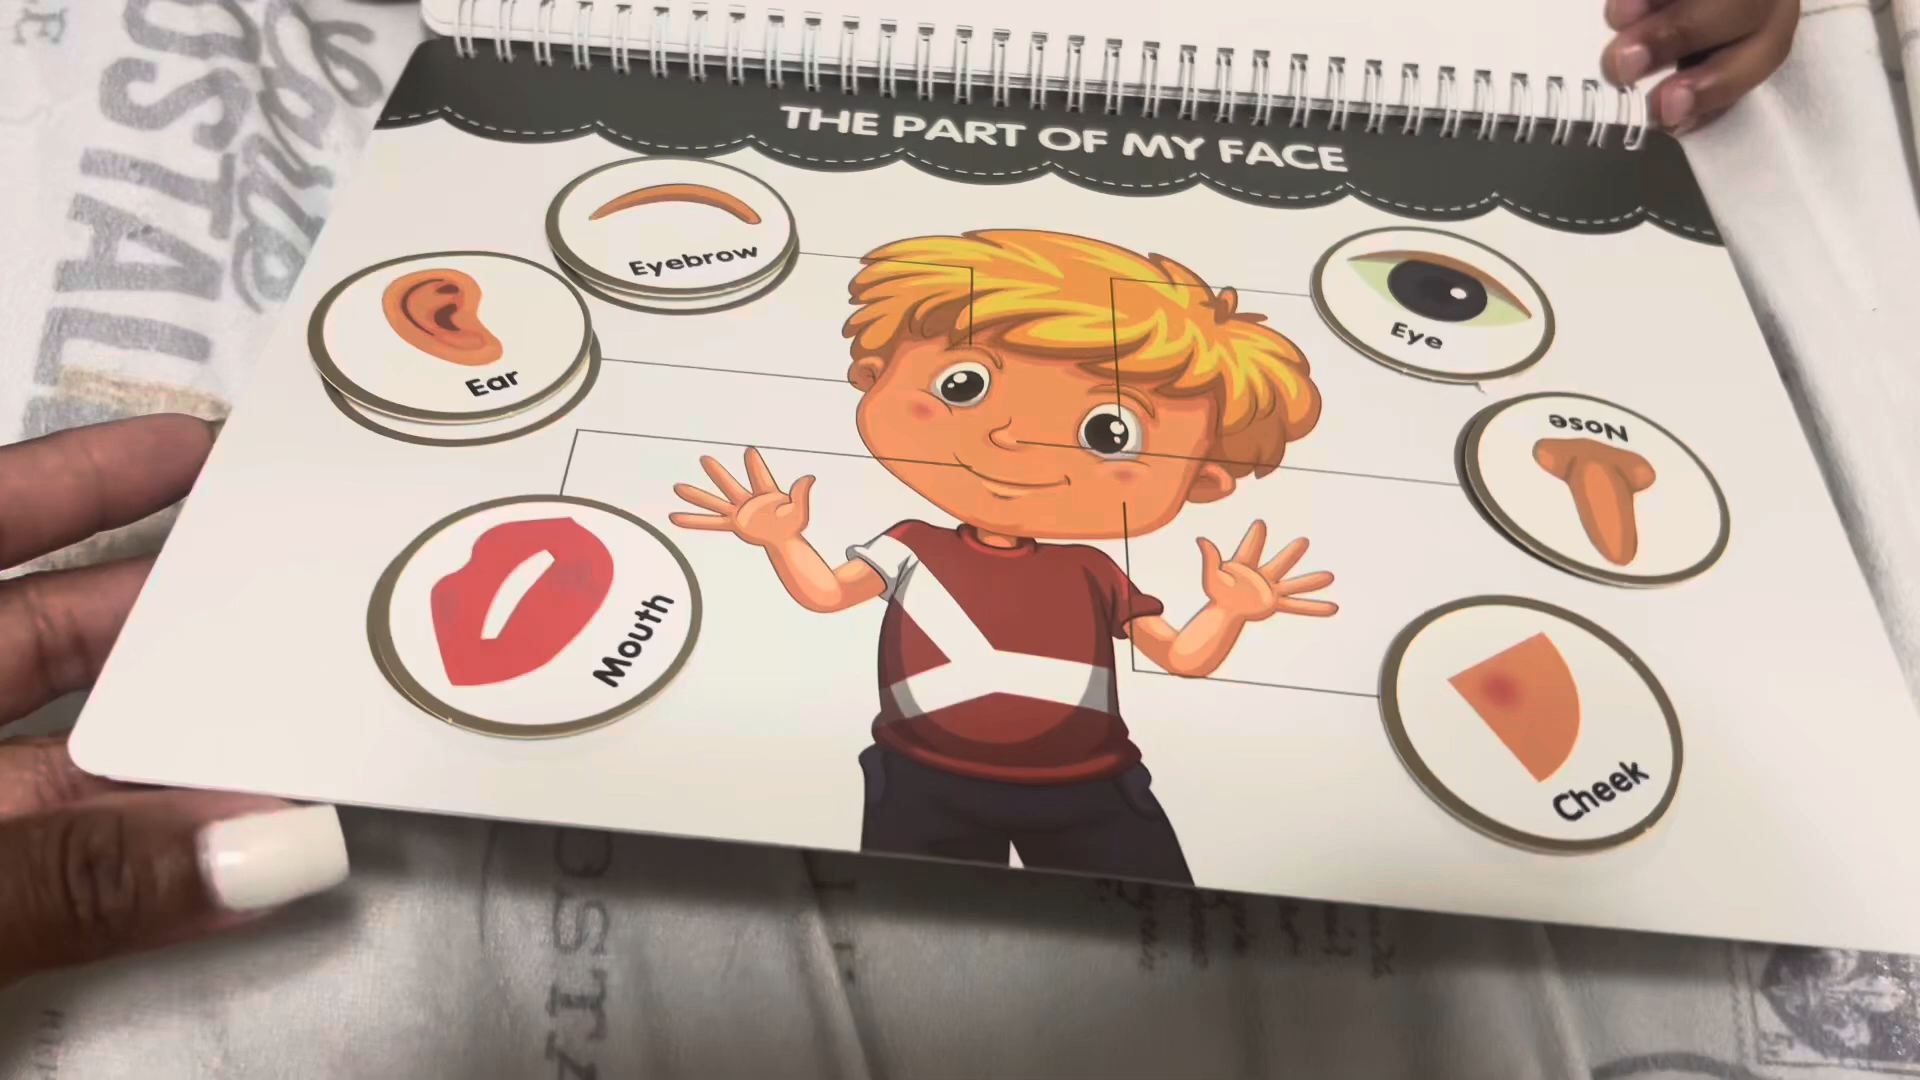 THE PART OF MY FACE
Eyebrow
Eye
Ear
Nose
Mouth
Cheek